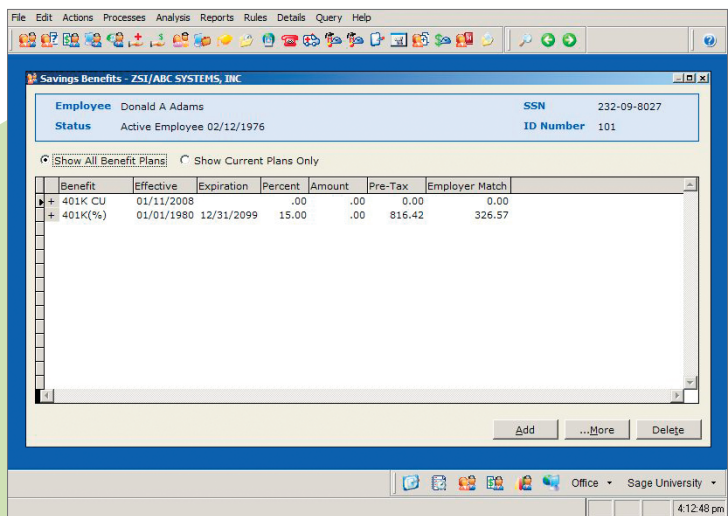 File Edit Actions Processes Analysis Reports Rules Details Query Help
Savings Benefits - ZSI/ABC SYSTEMS, INC
Employee Donald A Adams SSN 232-09-8027
Status Active Employee 02/12/1976 ID Number 101
Show All Benefit Plans Show Current Plans Only
Benefit Effective Expiration Percent Amount Pre-Tax Employer Match
+ 401K CU 01/11/2008 .00 .00 0.00 0.00
+ 401K(%) 01/01/1980 12/31/2099 15.00 .00 816.42 326.57
Add ...More Delete
Office Sage University
4:12:48 pm